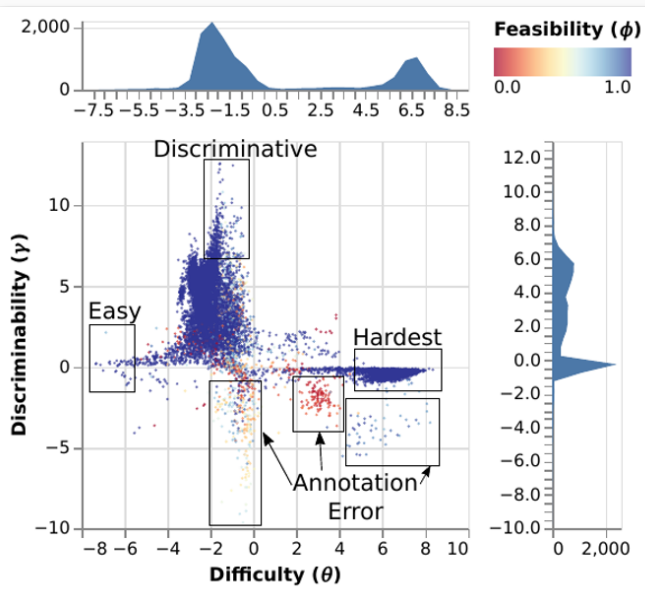 2,000
0
−7.5 −5.5 −3.5 −1.5 0.5 2.5 4.5 6.5 8.5
Feasibility (ϕ)
0.0 1.0
Discriminative
Easy
Hardest
Annotation
Error
10
5
0
−5
−10
Discriminability (γ)
−8 −6 −4 −2 0 2 4 6 8 10
Difficulty (θ)
12.0
10.0
8.0
6.0
4.0
2.0
0.0
−2.0
−4.0
−6.0
−8.0
−10.0
0 2,000